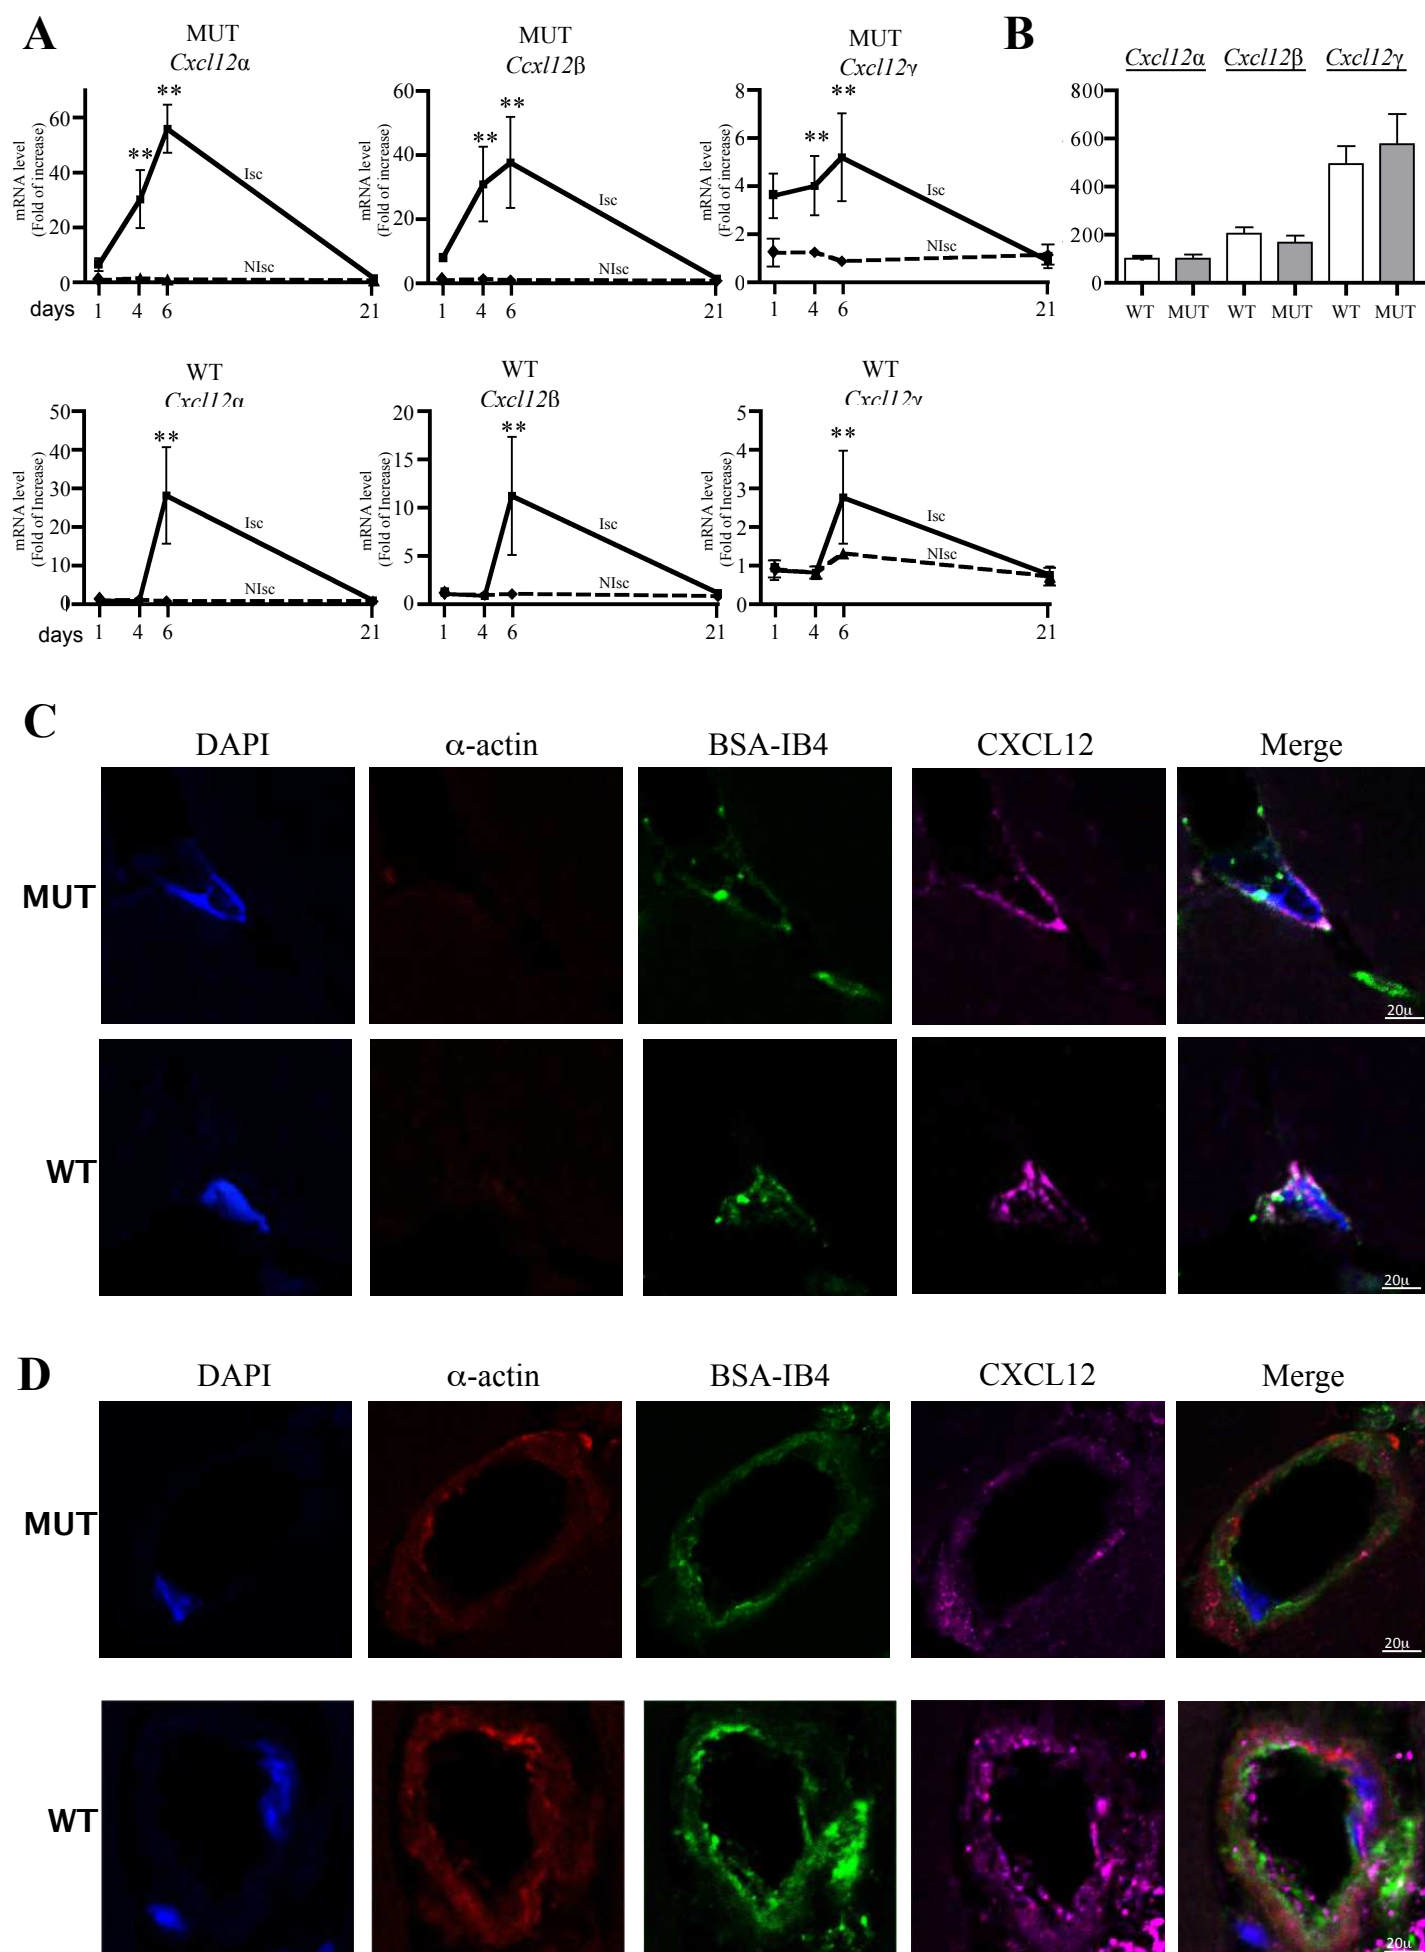 A
MUT
Cxcl12α
mRNA level
(Fold of increase)
60
40
20
0
**
**
Isc
NIsc
days
1 4 6 21
MUT
Ccxl12β
mRNA level
(Fold of increase)
60
40
20
0
**
**
Isc
NIsc
1 4 6 21
MUT
Cxcl12γ
mRNA level
(Fold of increase)
8
6
4
2
0
**
**
Isc
NIsc
1 4 6 21
B
Cxcl12α Cxcl12β Cxcl12γ
800
600
400
200
0
WT MUT WT MUT WT MUT
WT
Cxcl12α
mRNA level
(Fold of Increase)
50
40
30
20
10
0
**
Isc
NIsc
days
1 4 6 21
WT
Cxcl12β
mRNA level
(Fold of Increase)
20
15
10
5
0
**
Isc
NIsc
1 4 6 21
WT
Cxcl12γ
mRNA level
(Fold of Increase)
5
4
3
2
1
0
**
Isc
NIsc
1 4 6 21
C
DAPI α-actin BSA-IB4 CXCL12 Merge
MUT
20µ
WT
20µ
D
DAPI α-actin BSA-IB4 CXCL12 Merge
MUT
20µ
WT
20µ